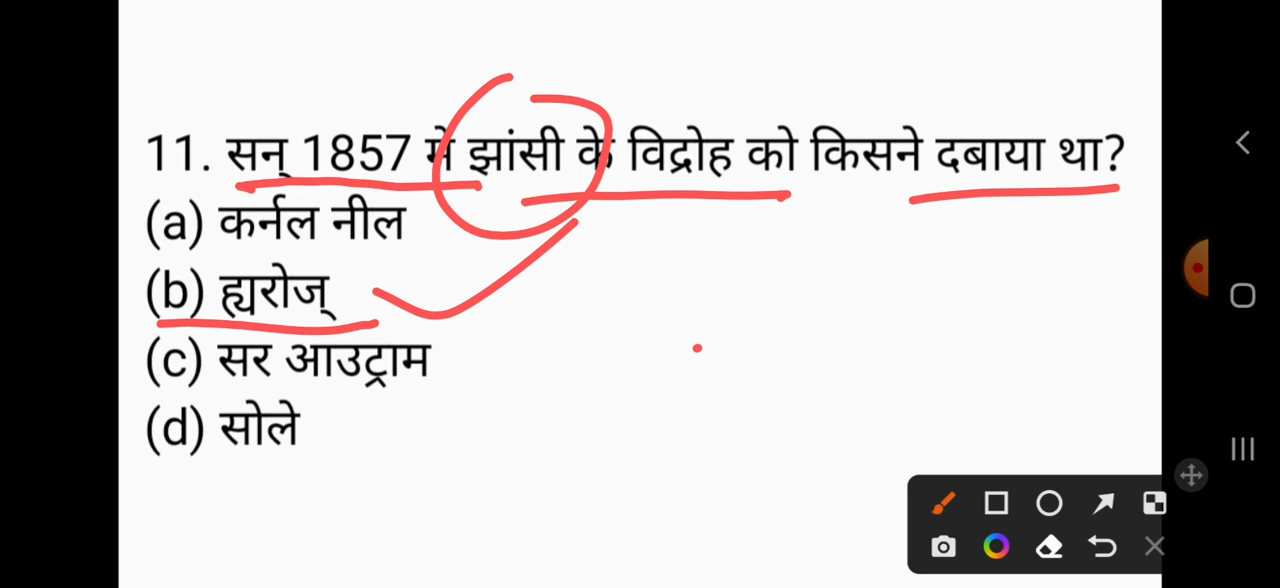 11. सन् 1857 मे झांसी के विद्रोह को किसने दबाया था?
(a) कर्नल नील
(b) ह्यरोज्
(c) सर आउट्राम
(d) सोले